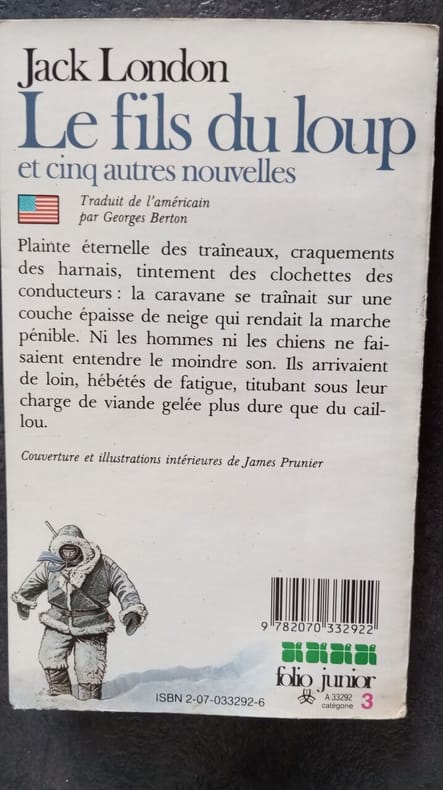 Jack London
Le fils du loup
et cinq autres nouvelles
Traduit de l'américain
par Georges Berton
Plainte éternelle des traîneaux, craquements
des harnais, tintement des clochettes des
conducteurs : la caravane se traînait sur une
couche épaisse de neige qui rendait la marche
pénible. Ni les hommes ni les chiens ne fai-
saient entendre le moindre son. Ils arrivaient
de loin, hébétés de fatigue, titubant sous leur
charge de viande gelée plus dure que du cail-
lou.
Couverture et illustrations intérieures de James Prunier
9 782070 332922
folio junior
ISBN 2-07-033292-6
A 33292
catégorie 3